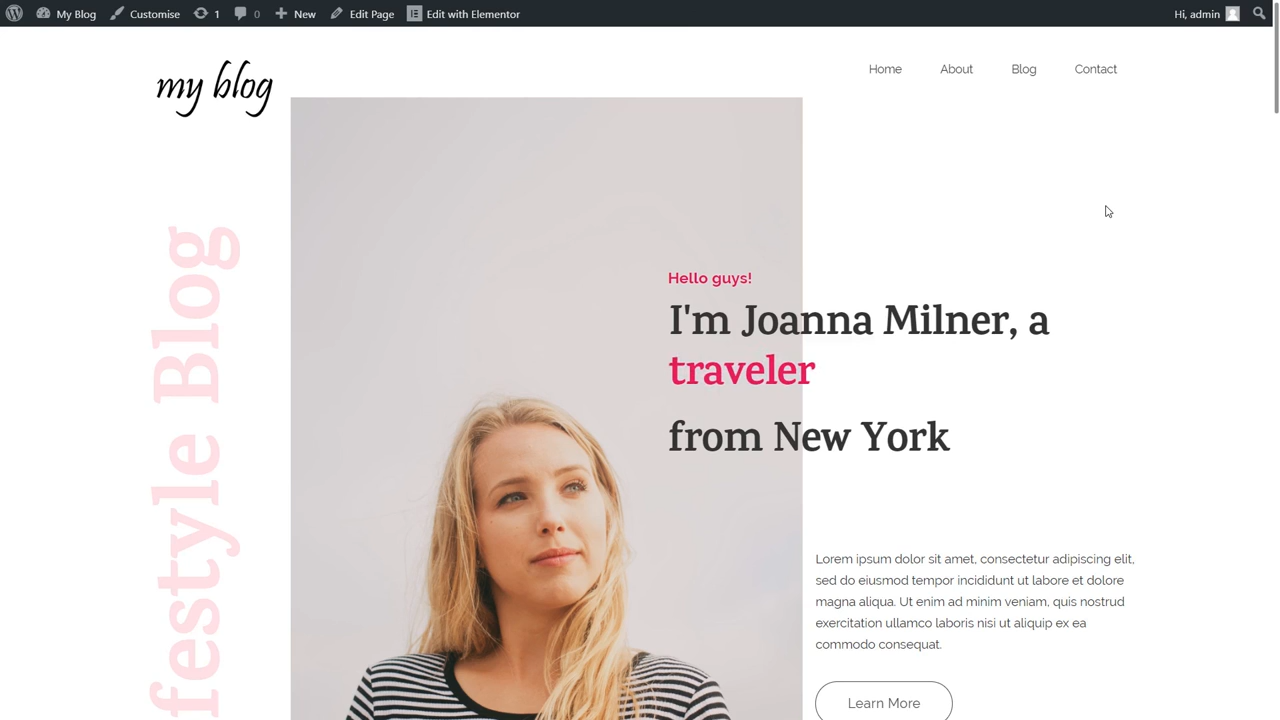 My Blog Customise 1 0 New Edit Page Edit with Elementor Hi, admin
my blog
Home About Blog Contact
festyle Blog
Hello guys!
I'm Joanna Milner, a
traveler
from New York
Lorem ipsum dolor sit amet, consectetur adipiscing elit,
sed do eiusmod tempor incididunt ut labore et dolore
magna aliqua. Ut enim ad minim veniam, quis nostrud
exercitation ullamco laboris nisi ut aliquip ex ea
commodo consequat.
Learn More